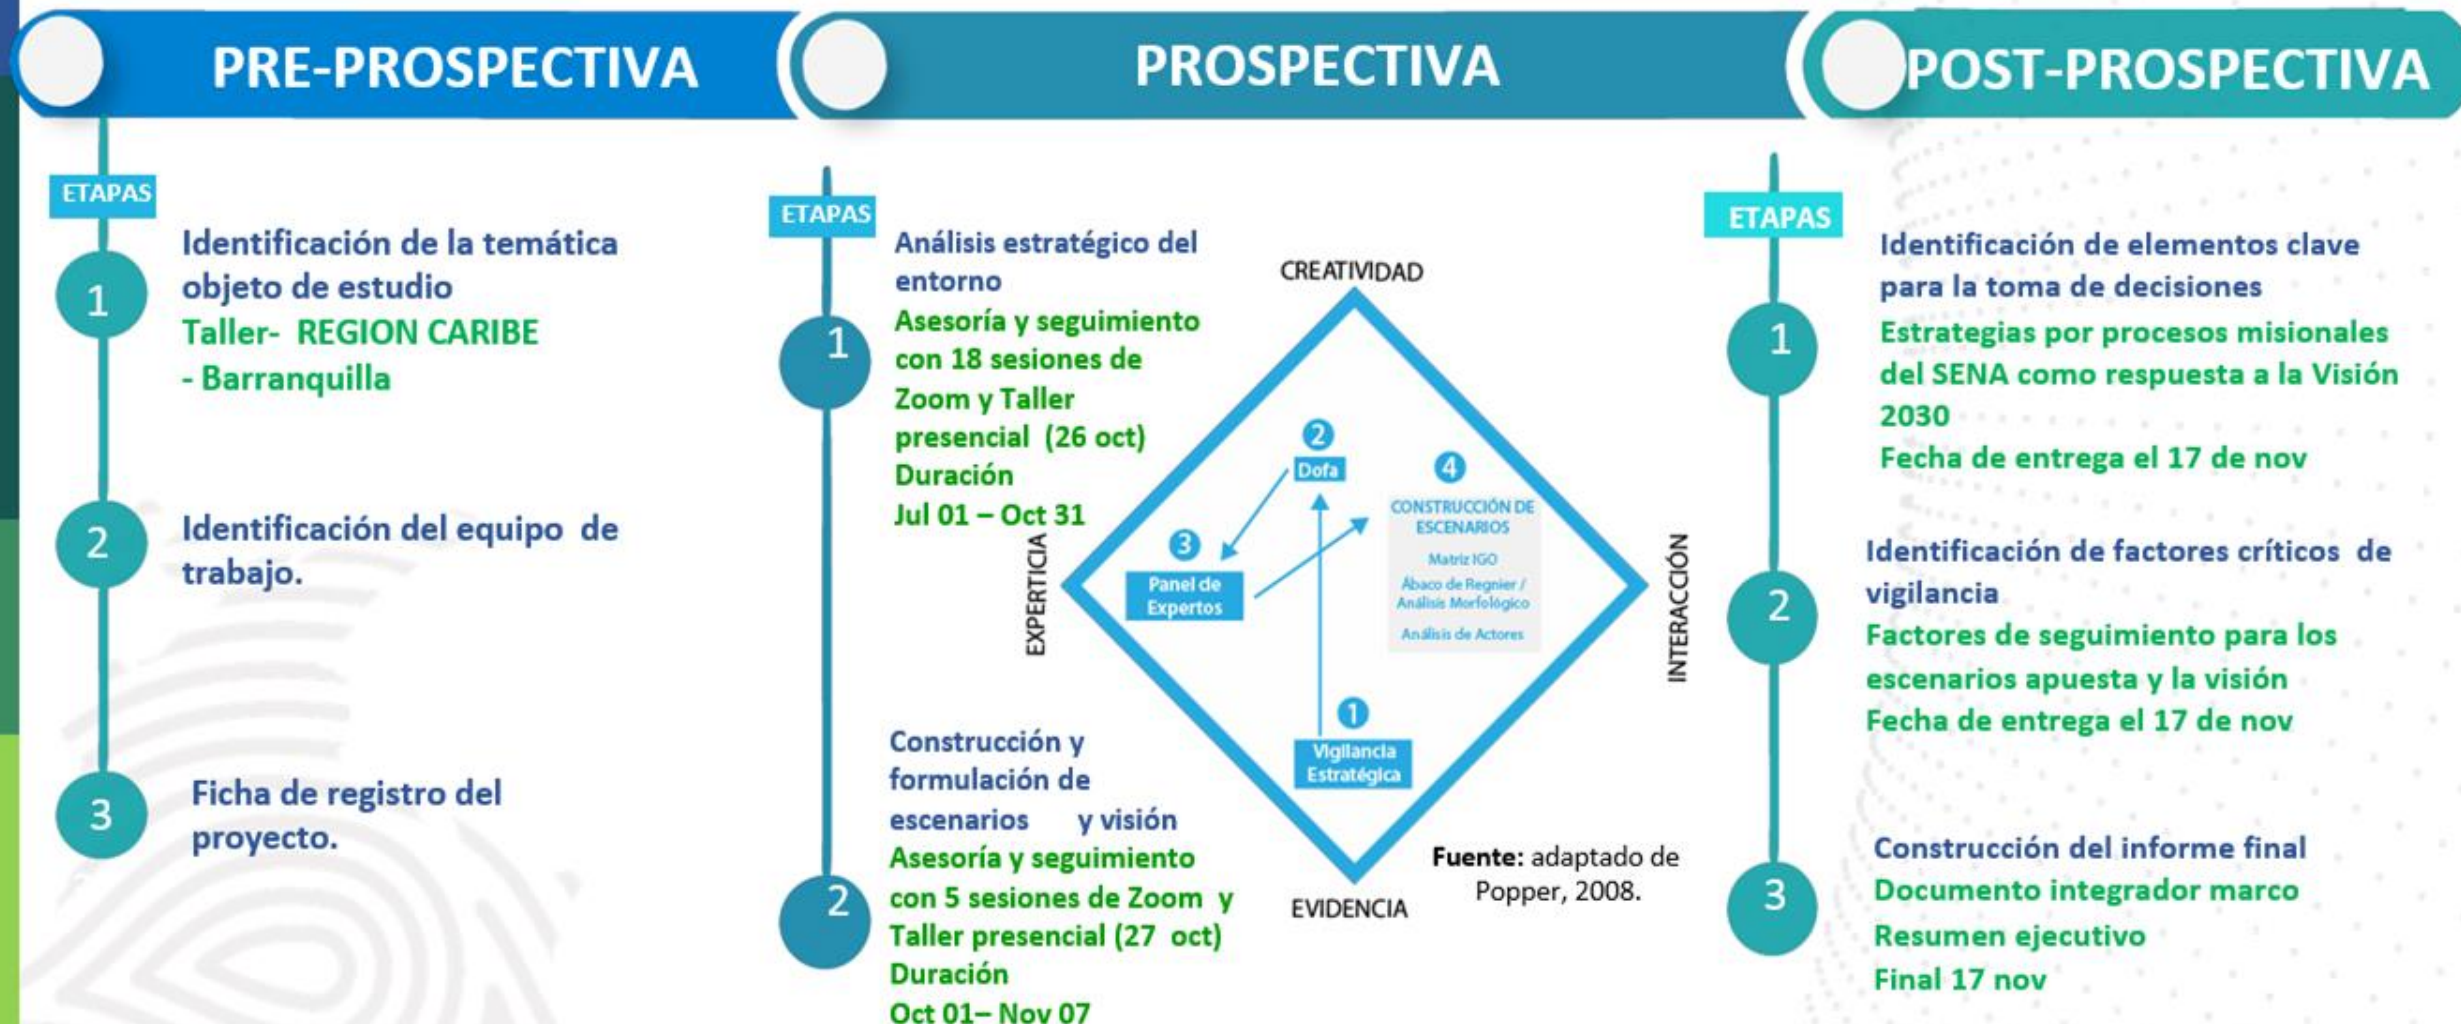 PRE-PROSPECTIVA
PROSPECTIVA
POST-PROSPECTIVA
ETAPAS
1
Identificación de la temática
objeto de estudio
Taller- REGION CARIBE
- Barranquilla
2
Identificación del equipo de
trabajo.
3
Ficha de registro del
proyecto.
ETAPAS
1
Análisis estratégico del
entorno
Asesoría y seguimiento
con 18 sesiones de
Zoom y Taller
presencial (26 oct)
Duración
Jul 01 – Oct 31
2
Construcción y
formulación de
escenarios y visión
Asesoría y seguimiento
con 5 sesiones de Zoom y
Taller presencial (27 oct)
Duración
Oct 01– Nov 07
CREATIVIDAD
EXPERTICIA
INTERACCIÓN
EVIDENCIA
2
Dofa
4
CONSTRUCCIÓN DE
ESCENARIOS
Matriz IGO
Ábaco de Regnier /
Análisis Morfológico
Análisis de Actores
3
Panel de
Expertos
1
Vigilancia
Estratégica
Fuente: adaptado de
Popper, 2008.
ETAPAS
1
Identificación de elementos clave
para la toma de decisiones
Estrategias por procesos misionales
del SENA como respuesta a la Visión
2030
Fecha de entrega el 17 de nov
2
Identificación de factores críticos de
vigilancia
Factores de seguimiento para los
escenarios apuesta y la visión
Fecha de entrega el 17 de nov
3
Construcción del informe final
Documento integrador marco
Resumen ejecutivo
Final 17 nov